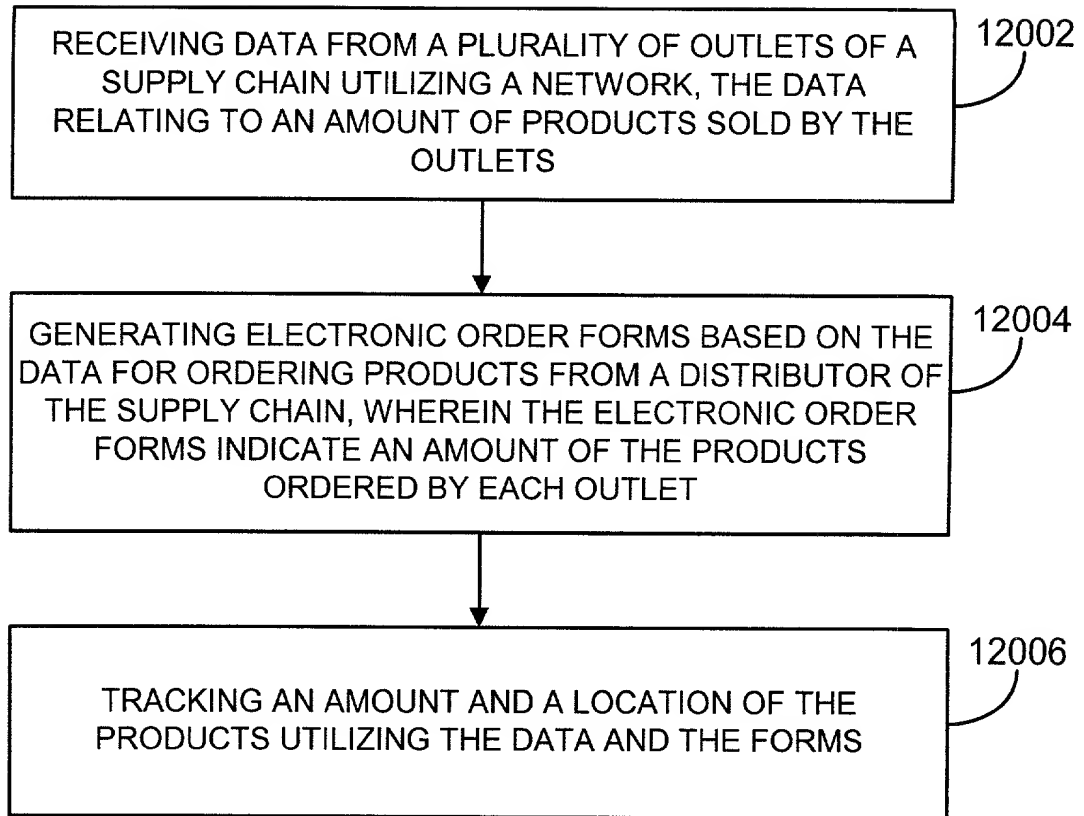 RECEIVING DATA FROM A PLURALITY OF OUTLETS OF A
SUPPLY CHAIN UTILIZING A NETWORK, THE DATA
RELATING TO AN AMOUNT OF PRODUCTS SOLD BY THE
OUTLETS
12002
GENERATING ELECTRONIC ORDER FORMS BASED ON THE
DATA FOR ORDERING PRODUCTS FROM A DISTRIBUTOR OF
THE SUPPLY CHAIN, WHEREIN THE ELECTRONIC ORDER
FORMS INDICATE AN AMOUNT OF THE PRODUCTS
ORDERED BY EACH OUTLET
12004
TRACKING AN AMOUNT AND A LOCATION OF THE
PRODUCTS UTILIZING THE DATA AND THE FORMS
12006